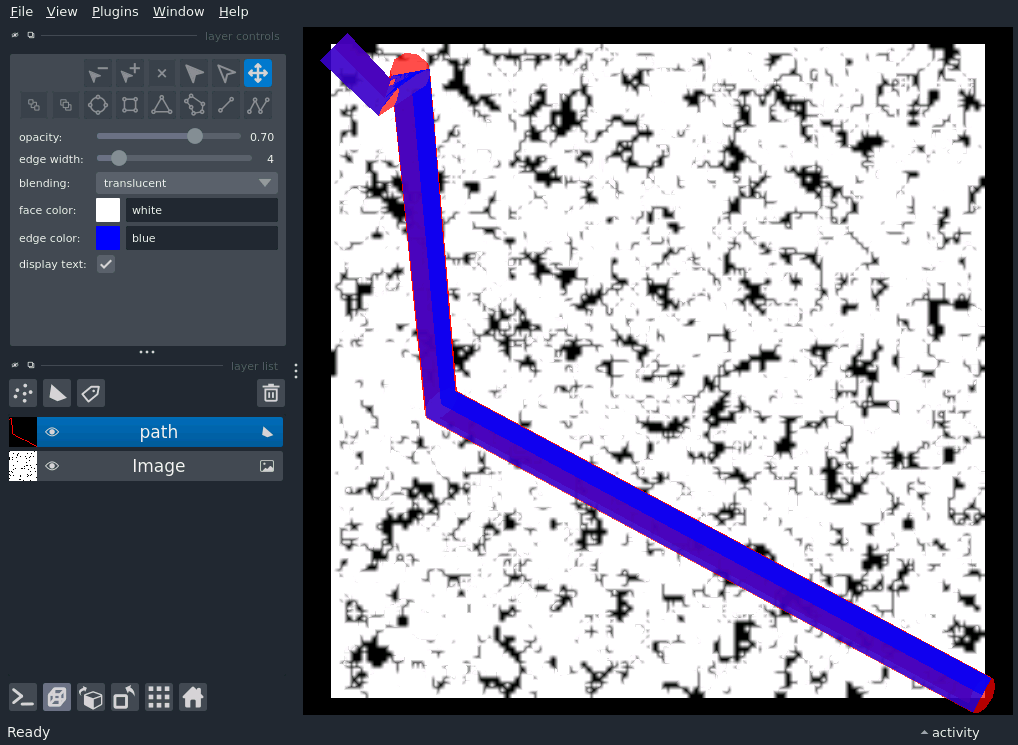 File View Plugins Window Help
layer controls
opacity: 0.70
edge width: 4
blending: translucent
face color: white
edge color: blue
display text:
layer list
path
Image
Ready
activity